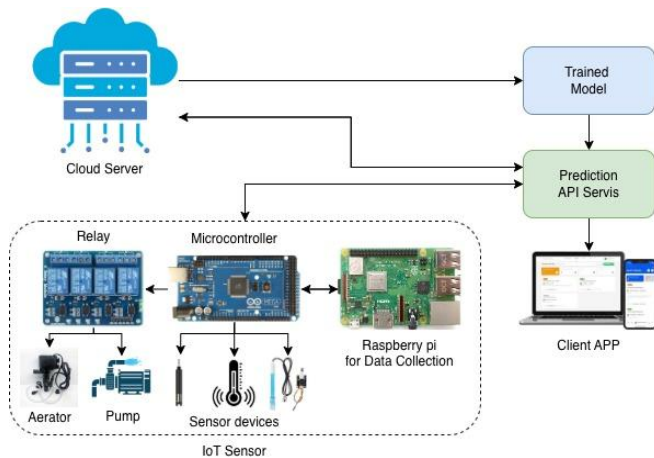 Trained
Model
Cloud Server
Prediction
API Servis
Relay
Microcontroller
Raspberry pi
for Data Collection
Client APP
Aerator
Pump
Sensor devices
IoT Sensor